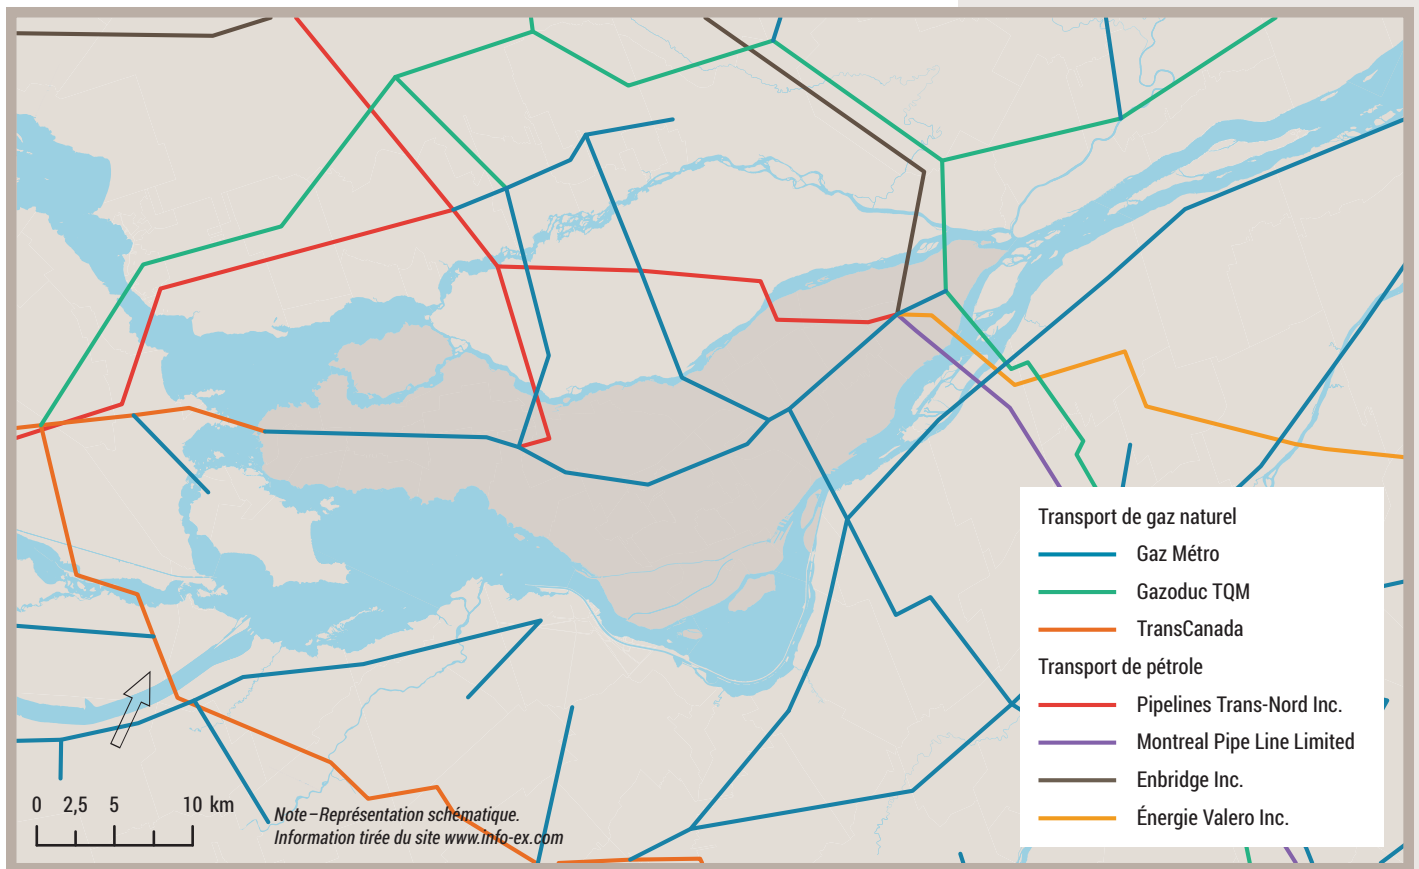 Transport de gaz naturel
Gaz Métro
Gazoduc TQM
TransCanada
Transport de pétrole
Pipelines Trans-Nord Inc.
Montreal Pipe Line Limited
Enbridge Inc.
Énergie Valero Inc.
0 2,5 5 10 km
Note – Représentation schématique.
Information tirée du site www.info-ex.com